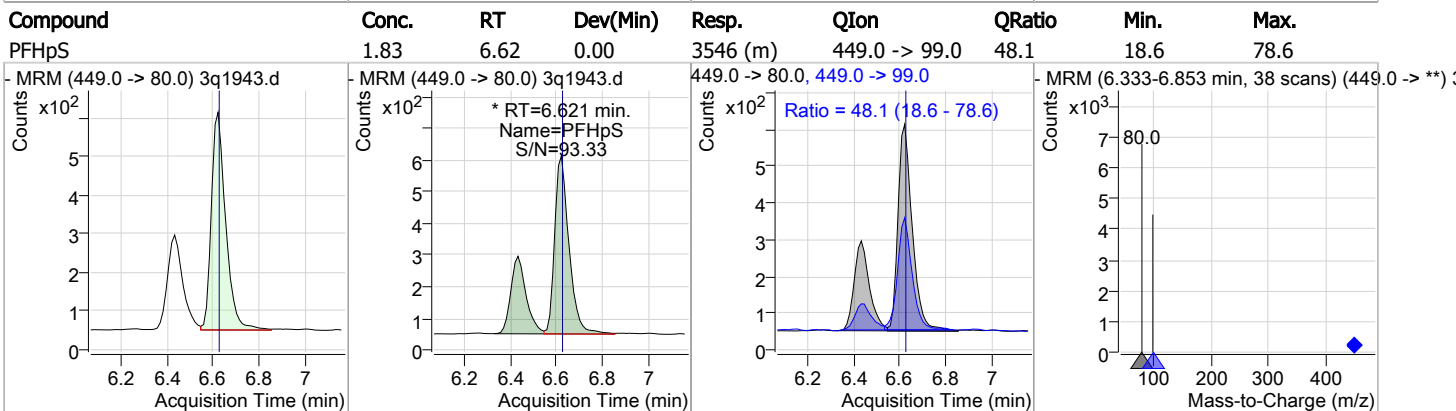 Compound Conc. RT Dev(Min) Resp. QIon QRatio Min. Max.
PFHpS 1.83 6.62 0.00 3546 (m) 449.0 -> 99.0 48.1 18.6 78.6
- MRM (449.0 -> 80.0) 3q1943.d
Counts
x10²
5
4
3
2
1
0
6.2 6.4 6.6 6.8 7
Acquisition Time (min)
- MRM (449.0 -> 80.0) 3q1943.d
Counts
x10²
* RT=6.621 min.
Name=PFHpS
S/N=93.33
6
5
4
3
2
1
0
6.2 6.4 6.6 6.8 7
Acquisition Time (min)
449.0 -> 80.0, 449.0 -> 99.0
Counts
x10²
Ratio = 48.1 (18.6 - 78.6)
5
4
3
2
1
0
6.2 6.4 6.6 6.8 7
Acquisition Time (min)
- MRM (6.333-6.853 min, 38 scans) (449.0 -> **) 3
Counts
x10³
80.0
7
6
5
4
3
2
1
0
100 200 300 400
Mass-to-Charge (m/z)